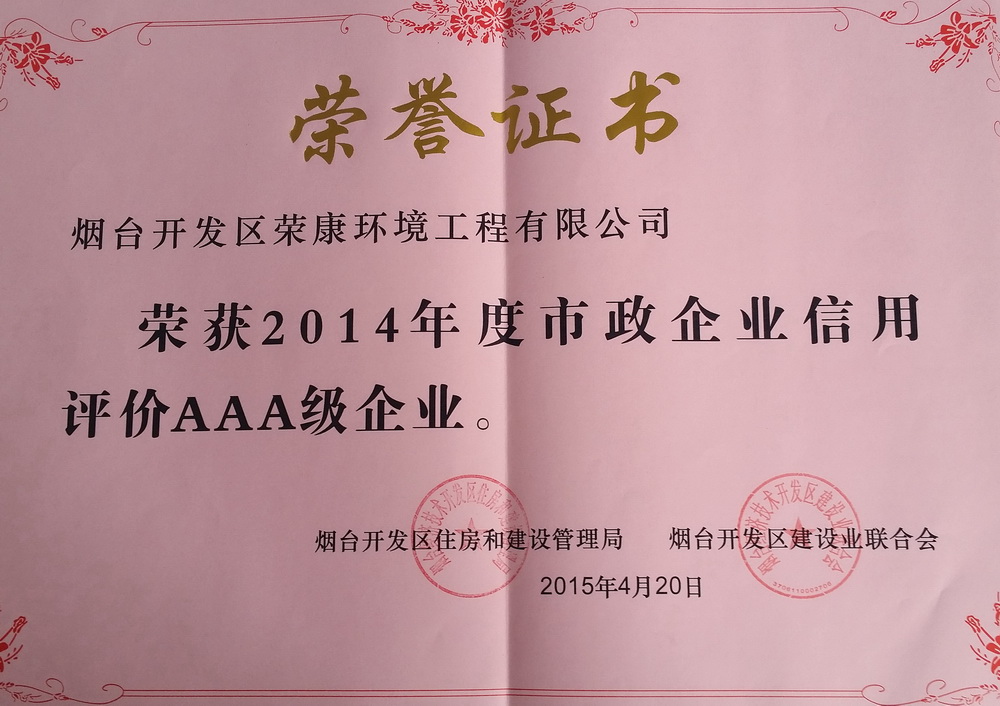 荣誉证书
烟台开发区荣康环境工程有限公司
荣获2014年度市政企业信用
评价AAA级企业。
烟台开发区住房和建设管理局 烟台开发区建设业联合会
2015年4月20日